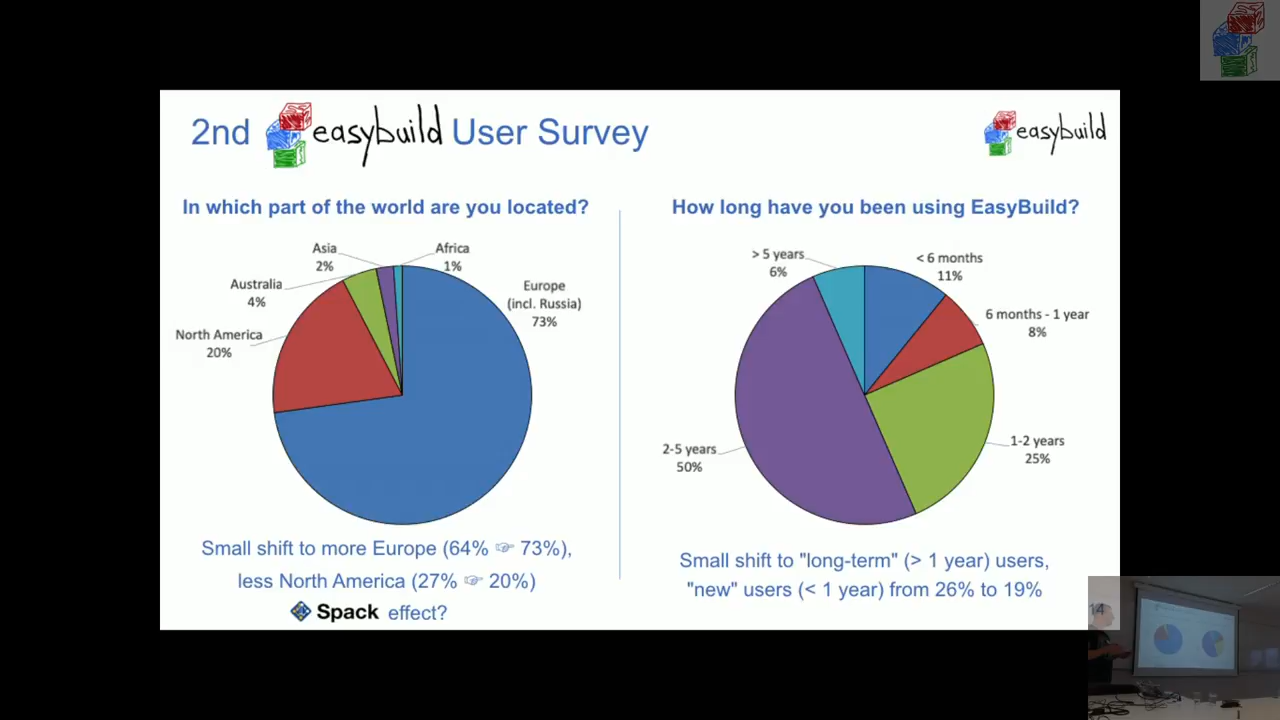 2nd easybuild User Survey
easybuild
In which part of the world are you located?
Asia
2%
Africa
1%
Australia
4%
Europe
(incl. Russia)
73%
North America
20%
Small shift to more Europe (64% ☞ 73%),
less North America (27% ☞ 20%)
Spack effect?
How long have you been using EasyBuild?
> 5 years
6%
< 6 months
11%
6 months - 1 year
8%
1-2 years
25%
2-5 years
50%
Small shift to "long-term" (> 1 year) users,
"new" users (< 1 year) from 26% to 19%
14